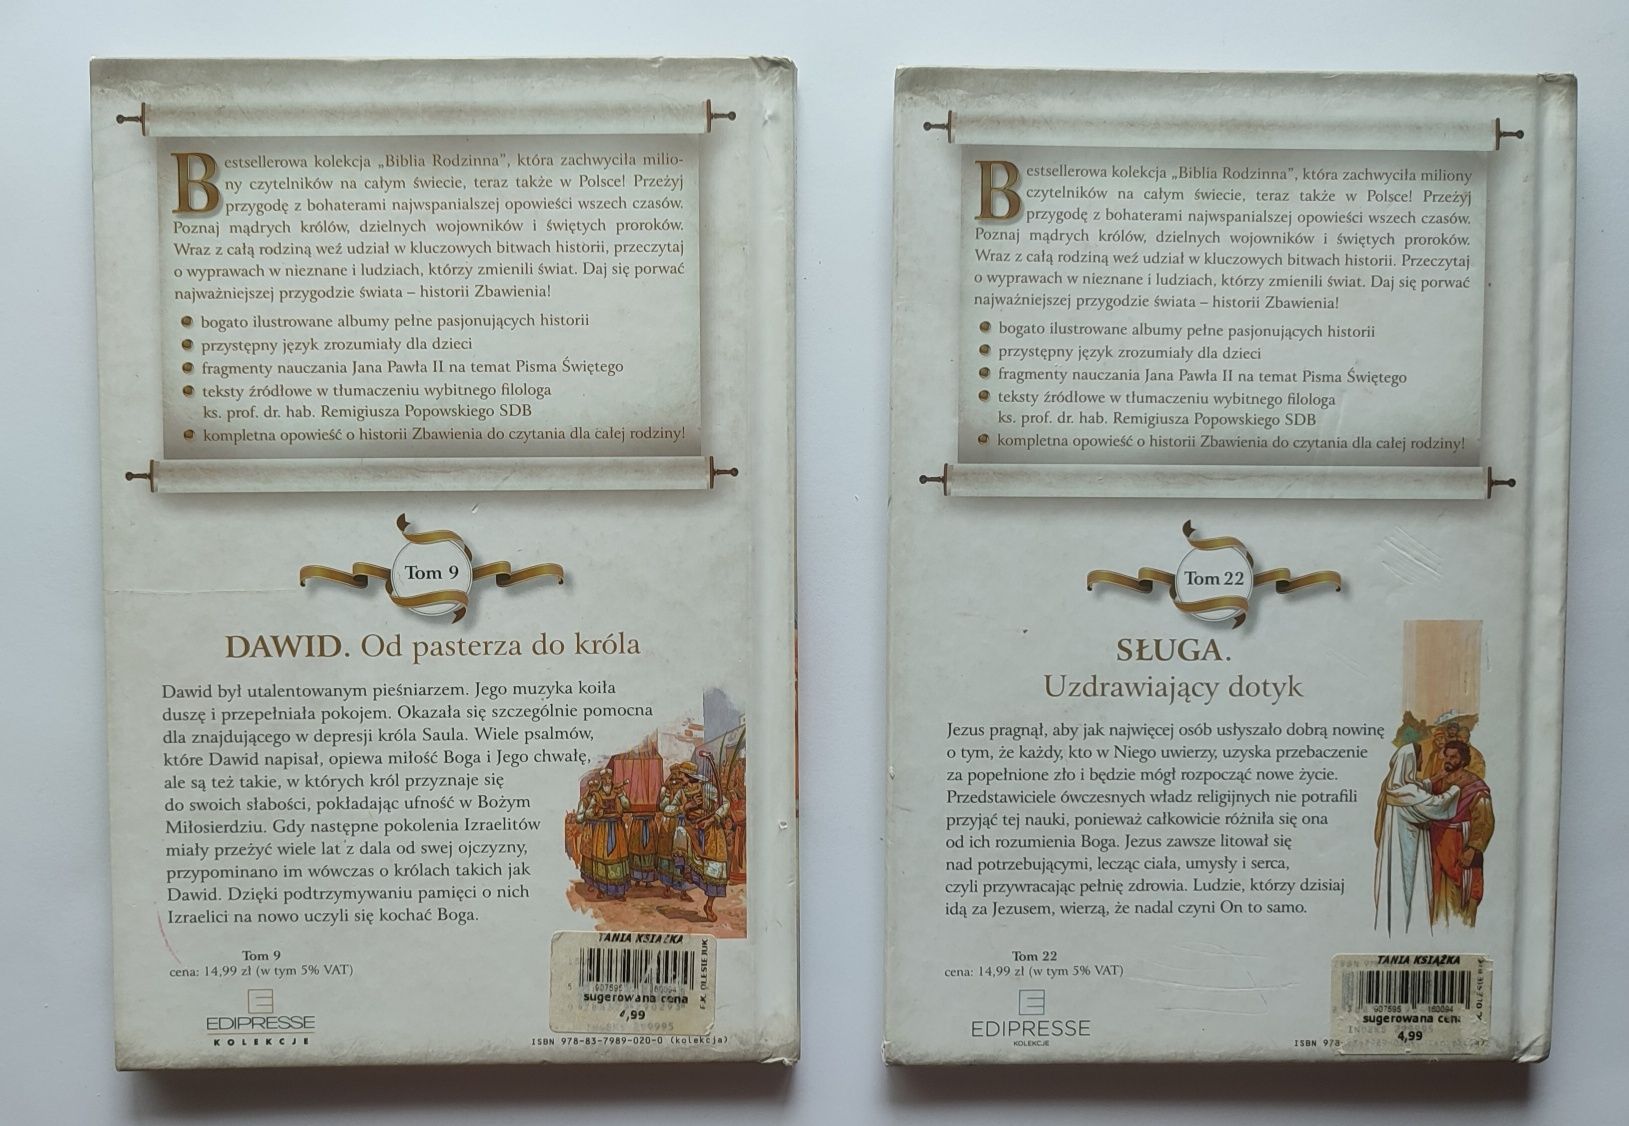 Bestsellerowa kolekcja „Biblia Rodzinna”, która zachwyciła milio-
ny czytelników na całym świecie, teraz także w Polsce! Przeżyj
przygodę z bohaterami najwspanialszej opowieści wszech czasów.
Poznaj mądrych królów, dzielnych wojowników i świętych proroków.
Wraz z całą rodziną weź udział w kluczowych bitwach historii, przeczytaj
o wyprawach w nieznane i ludziach, którzy zmienili świat. Daj się porwać
najważniejszej przygodzie świata – historii Zbawienia!
bogato ilustrowane albumy pełne pasjonujących historii
przystępny język zrozumiały dla dzieci
fragmenty nauczania Jana Pawła II na temat Pisma Świętego
teksty źródłowe w tłumaczeniu wybitnego filologa
ks. prof. dr. hab. Remigiusza Popowskiego SDB
kompletna opowieść o historii Zbawienia do czytania dla całej rodziny!
Tom 9
DAWID. Od pasterza do króla
Dawid był utalentowanym pieśniarzem. Jego muzyka koiła
duszę i przepełniała pokojem. Okazała się szczególnie pomocna
dla znajdującego w depresji króla Saula. Wiele psalmów,
które Dawid napisał, opiewa miłość Boga i Jego chwałę,
ale są też takie, w których król przyznaje się
do swoich słabości, pokładając ufność w Bożym
Miłosierdziu. Gdy następne pokolenia Izraelitów
miały przeżyć wiele lat z dala od swej ojczyzny,
przypominano im wówczas o królach takich jak
Dawid. Dzięki podtrzymywaniu pamięci o nich
Izraelici na nowo uczyli się kochać Boga.
Tom 9
cena: 14,99 zł (w tym 5% VAT)
EDIPRESSE
KOLEKCJE
TANIA KSIĄŻKA
F.K. OLESIEJUK
5 907595 160094
sugerowana cena
4,99
ISBN 978-83-7989-020-0 (kolekcja)
Bestsellerowa kolekcja „Biblia Rodzinna”, która zachwyciła miliony
czytelników na całym świecie, teraz także w Polsce! Przeżyj
przygodę z bohaterami najwspanialszej opowieści wszech czasów.
Poznaj mądrych królów, dzielnych wojowników i świętych proroków.
Wraz z całą rodziną weź udział w kluczowych bitwach historii. Przeczytaj
o wyprawach w nieznane i ludziach, którzy zmienili świat. Daj się porwać
najważniejszej przygodzie świata – historii Zbawienia!
bogato ilustrowane albumy pełne pasjonujących historii
przystępny język zrozumiały dla dzieci
fragmenty nauczania Jana Pawła II na temat Pisma Świętego
teksty źródłowe w tłumaczeniu wybitnego filologa
ks. prof. dr. hab. Remigiusza Popowskiego SDB
kompletna opowieść o historii Zbawienia do czytania dla całej rodziny!
Tom 22
SŁUGA.
Uzdrawiający dotyk
Jezus pragnął, aby jak najwięcej osób usłyszało dobrą nowinę
o tym, że każdy, kto w Niego uwierzy, uzyska przebaczenie
za popełnione zło i będzie mógł rozpocząć nowe życie.
Przedstawiciele ówczesnych władz religijnych nie potrafili
przyjąć tej nauki, ponieważ całkowicie różniła się ona
od ich rozumienia Boga. Jezus zawsze litował się
nad potrzebującymi, lecząc ciała, umysły i serca,
czyli przywracając pełnię zdrowia. Ludzie, którzy dzisiaj
idą za Jezusem, wierzą, że nadal czyni On to samo.
Tom 22
cena: 14,99 zł (w tym 5% VAT)
EDIPRESSE
KOLEKCJE
TANIA KSIĄŻKA
907595 160094
sugerowana cena
4,99
ISBN 978